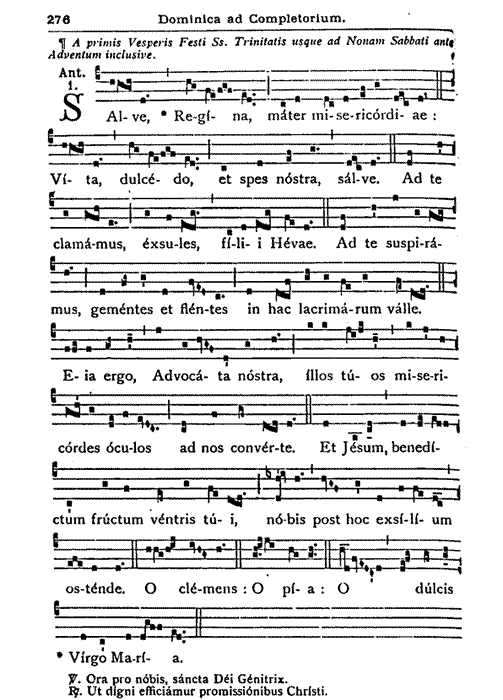 276 Dominica ad Completorium.
¶ A primis Vesperis Festi Ss. Trinitatis usque ad Nonam Sabbati ante
Adventum inclusive.
Ant.
1.
SAl- ve, * Re-gí- na, máter mi-se-ricórdi- ae :
Ví- ta, dulcé- do, et spes nóstra, sál-ve. Ad te
clamá-mus, éxsu-les, fí-li- i Hévae. Ad te suspi-rá-
mus, geméntes et fléntes in hac lacrimá-rum válle.
E- ia ergo, Advocá- ta nóstra, íllos tú- os mi-se-ri-
córdes ócu-los ad nos convér-te. Et Jésum, benedí-
ctum frúctum véntris tú- i, nó-bis post hoc exsí-lí- um
os-ténde. O clé-mens : O pí- a : O dúlcis
* Vírgo Ma-rí- a.
℣. Ora pro nóbis, sáncta Déi Génitrix.
℟. Ut digni efficiámur promissiónibus Chrísti.